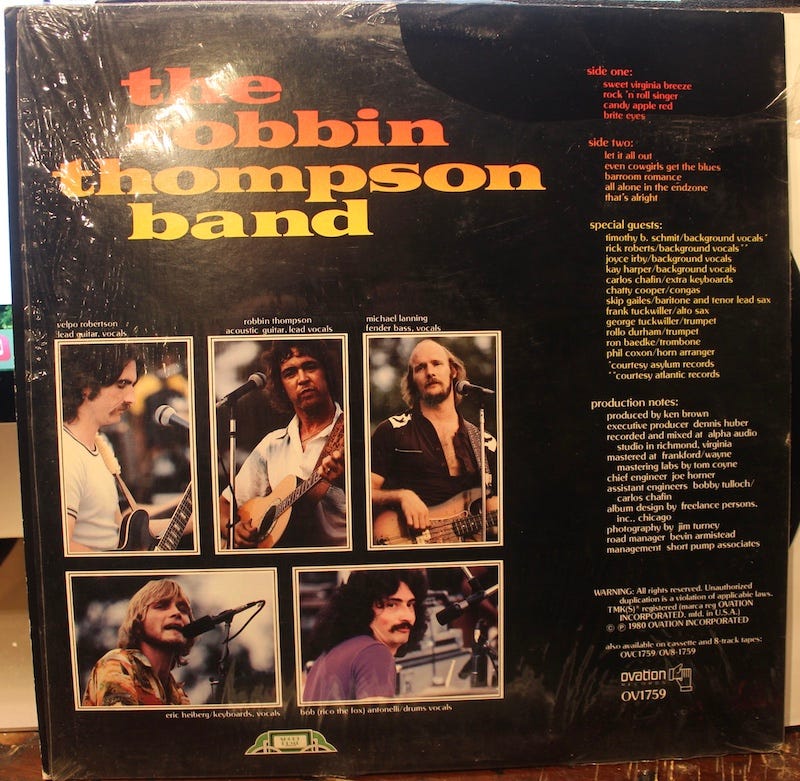 the
robbin
thompson
band
side one:
sweet virginia breeze
rock 'n roll singer
candy apple red
brite eyes
side two:
let it all out
even cowgirls get the blues
barroom romance
all alone in the endzone
that's alright
special guests:
timothy b. schmit/background vocals*
rick roberts/background vocals**
joyce irby/background vocals
kay harper/background vocals
carlos chafin/extra keyboards
chatty cooper/congas
skip gailes/baritone and tenor lead sax
frank tuckwiller/alto sax
george tuckwiller/trumpet
rollo durham/trumpet
ron baedke/trombone
phil coxon/horn arranger
*courtesy asylum records
**courtesy atlantic records
production notes:
produced by ken brown
executive producer dennis huber
recorded and mixed at alpha audio
studio in richmond, virginia
mastered at frankford/wayne
mastering labs by tom coyne
chief engineer joe horner
assistant engineers bobby tulloch/
carlos chafin
album design by freelance persons,
inc., chicago
photography by jim turney
road manager bevin armistead
management short pump associates
WARNING: All rights reserved. Unauthorized
duplication is a violation of applicable laws.
TMK(S)® registered (marca reg OVATION
INCORPORATED, mfd. in U.S.A.)
© ℗ 1980 OVATION INCORPORATED
also available on cassette and 8-track tapes:
OVC1759/OV8-1759
ovation
RECORDS
OV1759
velpo robertson
lead guitar, vocals
robbin thompson
acoustic guitar, lead vocals
michael lanning
fender bass, vocals
eric heiberg/keyboards, vocals
bob (rico the fox) antonelli/drums vocals